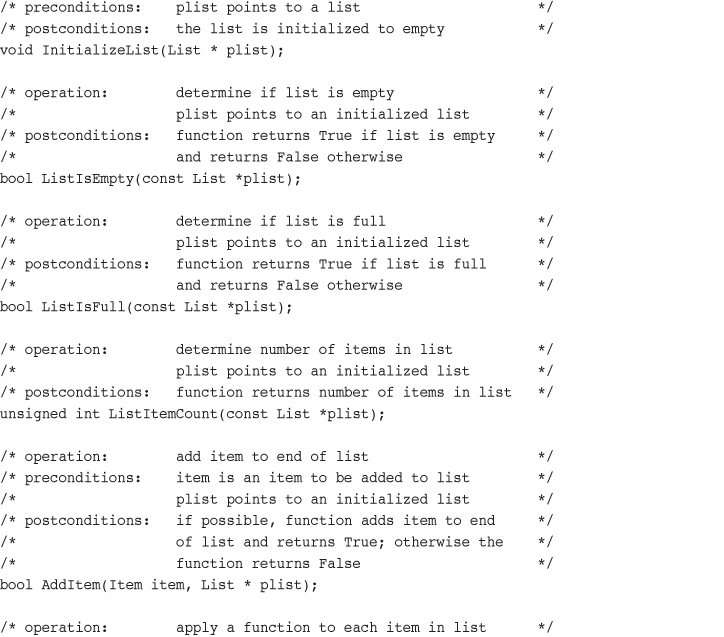 /* preconditions:   plist points to a list                 */
/* postconditions:  the list is initialized to empty       */
void InitializeList(List * plist);

/* operation:        determine if list is empty             */
/*                   plist points to an initialized list    */
/* postconditions:  function returns True if list is empty */
/*                   and returns False otherwise            */
bool ListIsEmpty(const List *plist);

/* operation:        determine if list is full              */
/*                   plist points to an initialized list    */
/* postconditions:  function returns True if list is full  */
/*                   and returns False otherwise            */
bool ListIsFull(const List *plist);

/* operation:        determine number of items in list      */
/*                   plist points to an initialized list    */
/* postconditions:  function returns number of items in list */
unsigned int ListItemCount(const List *plist);

/* operation:        add item to end of list                */
/* preconditions:   item is an item to be added to list    */
/*                   plist points to an initialized list    */
/* postconditions:  if possible, function adds item to end */
/*                   of list and returns True; otherwise the */
/*                   function returns False                 */
bool AddItem(Item item, List * plist);

/* operation:        apply a function to each item in list  */